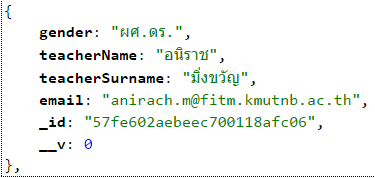 {
gender: "ผศ.ดร.",
teacherName: "อนิราช",
teacherSurname: "มิ่งขวัญ",
email: "anirach.m@fitm.kmutnb.ac.th",
_id: "57fe602aebeec700118afc06",
__v: 0
},